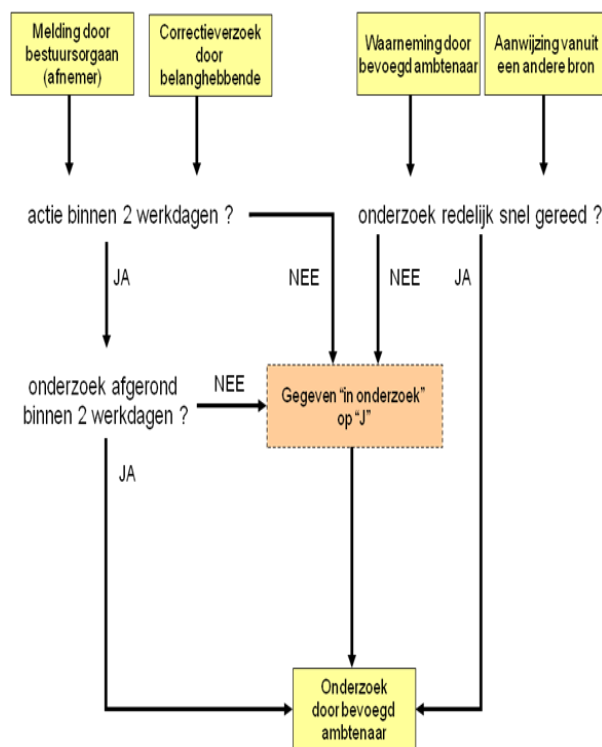 Melding door
bestuursorgaan
(afnemer)
Correctieverzoek
door
belanghebbende
Waarneming door
bevoegd ambtenaar
Aanwijzing vanuit
een andere bron
actie binnen 2 werkdagen ?
onderzoek redelijk snel gereed ?
JA
NEE
NEE
JA
onderzoek afgerond
binnen 2 werkdagen ?
NEE
Gegeven “in onderzoek”
op “J”
JA
Onderzoek
door bevoegd
ambtenaar